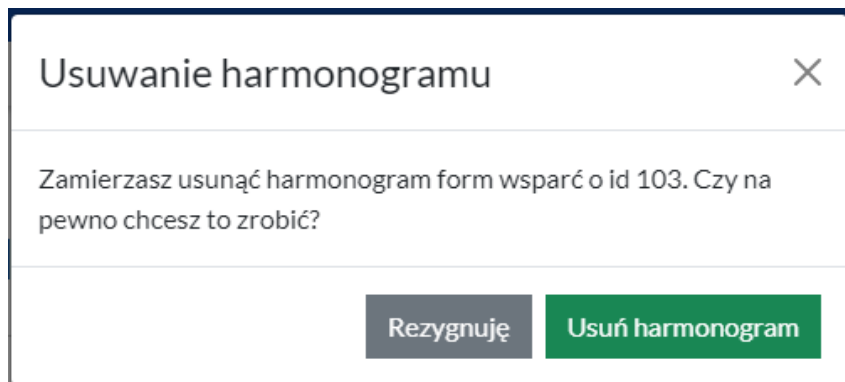 Usuwanie harmonogramu
Zamierzasz usunąć harmonogram form wsparć o id 103. Czy na
pewno chcesz to zrobić?
Rezygnuję
Usuń harmonogram